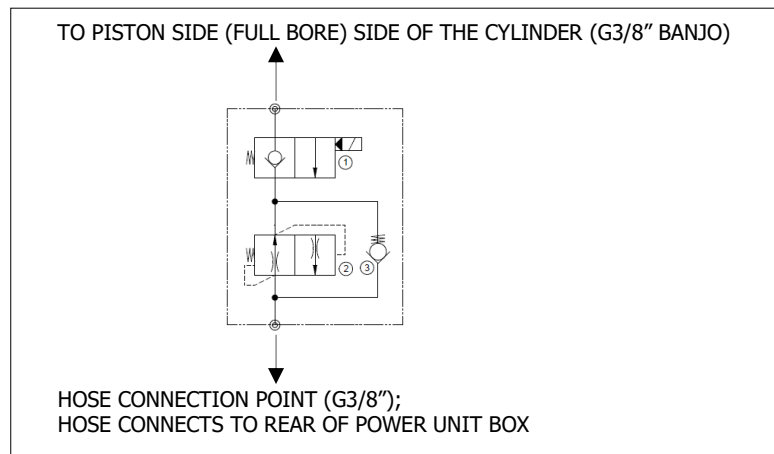 TO PISTON SIDE (FULL BORE) SIDE OF THE CYLINDER (G3/8” BANJO)
1
2
3
HOSE CONNECTION POINT (G3/8”);
HOSE CONNECTS TO REAR OF POWER UNIT BOX